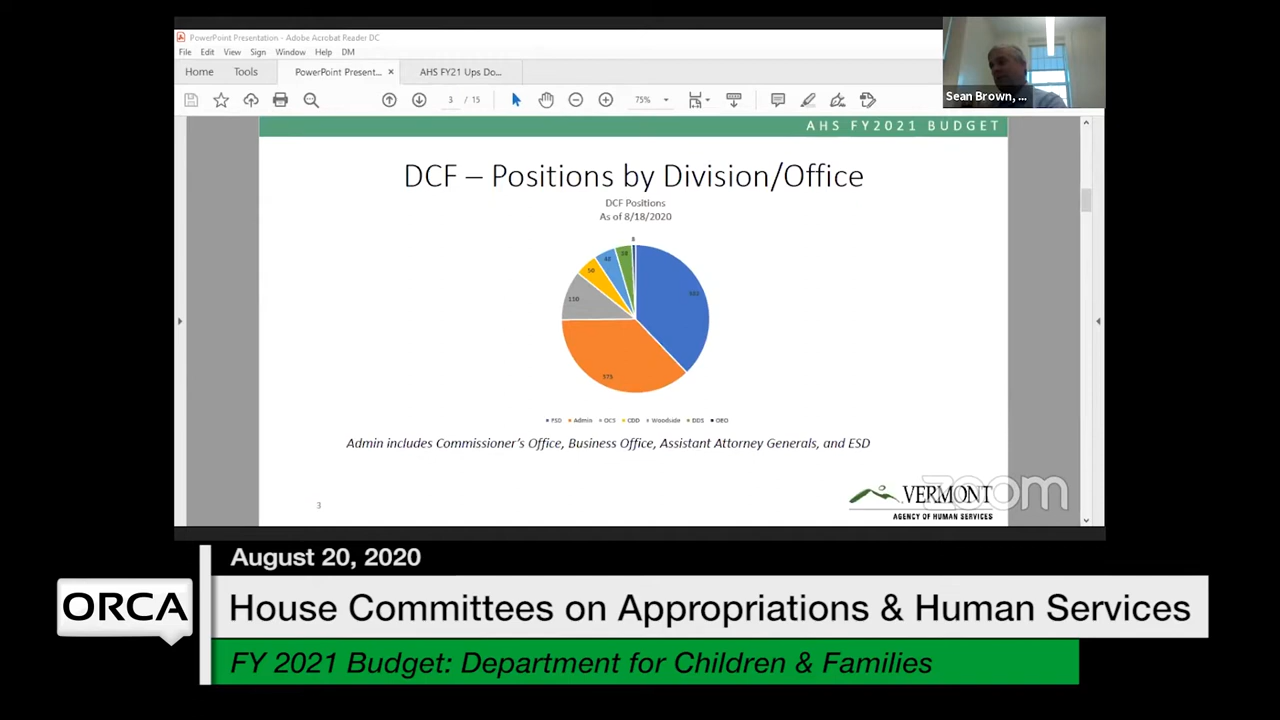 PowerPoint Presentation - Adobe Acrobat Reader DC
File Edit View Sign Window Help DM
Home Tools PowerPoint Present... × AHS FY21 Ups Do...
3 / 15 75%
Sean Brown, ...
AHS FY2021 BUDGET
DCF – Positions by Division/Office
DCF Positions
As of 8/18/2020
8
50
110
375
FSD Admin OCS CDD Woodside DDS OEO
Admin includes Commissioner's Office, Business Office, Assistant Attorney Generals, and ESD
3
VERMONT
AGENCY OF HUMAN SERVICES
zoom
August 20, 2020
ORCA
House Committees on Appropriations & Human Services
FY 2021 Budget: Department for Children & Families